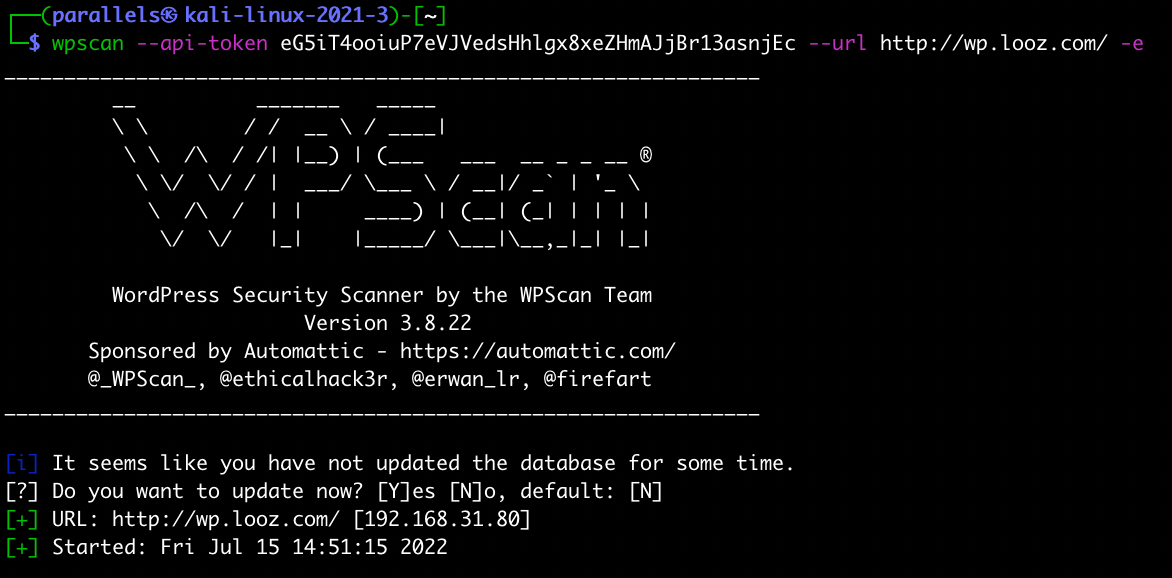 ┌──(parallels㉿kali-linux-2021-3)-[~]
└─$ wpscan --api-token eG5iT4ooiuP7eVJVedsHhlgx8xeZHmAJjBr13asnjEc --url http://wp.looz.com/ -e
_______________________________________________________________
         __          _______   _____
         \ \        / /  __ \ / ____|
          \ \  /\  / /| |__) | (___   ___  __ _ _ __ ®
           \ \/  \/ / |  ___/ \___ \ / __|/ _` | '_ \
            \  /\  /  | |     ____) | (__| (_| | | | |
             \/  \/   |_|    |_____/ \___|\__,_|_| |_|

         WordPress Security Scanner by the WPScan Team
                         Version 3.8.22
       Sponsored by Automattic - https://automattic.com/
       @_WPScan_, @ethicalhack3r, @erwan_lr, @firefart
_______________________________________________________________

[i] It seems like you have not updated the database for some time.
[?] Do you want to update now? [Y]es [N]o, default: [N]
[+] URL: http://wp.looz.com/ [192.168.31.80]
[+] Started: Fri Jul 15 14:51:15 2022